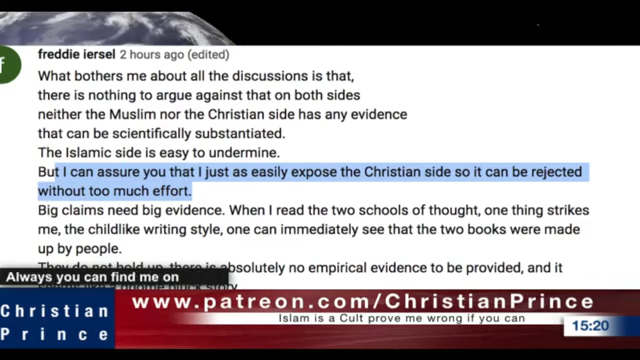 f
freddie iersel 2 hours ago (edited)
What bothers me about all the discussions is that,
there is nothing to argue against that on both sides
neither the Muslim nor the Christian side has any evidence
that can be scientifically substantiated.
The Islamic side is easy to undermine.
But I can assure you that I just as easily expose the Christian side so it can be rejected
without too much effort.
Big claims need big evidence. When I read the two schools of thought, one thing strikes
me, the childlike writing style, one can immediately see that the two books were made
up by people.
They do not hold up, there is absolutely no empirical evidence to be provided, and it
Always you can find me on
Christian
Prince
www.patreon.com/ChristianPrince
Islam is a Cult prove me wrong if you can
15:20